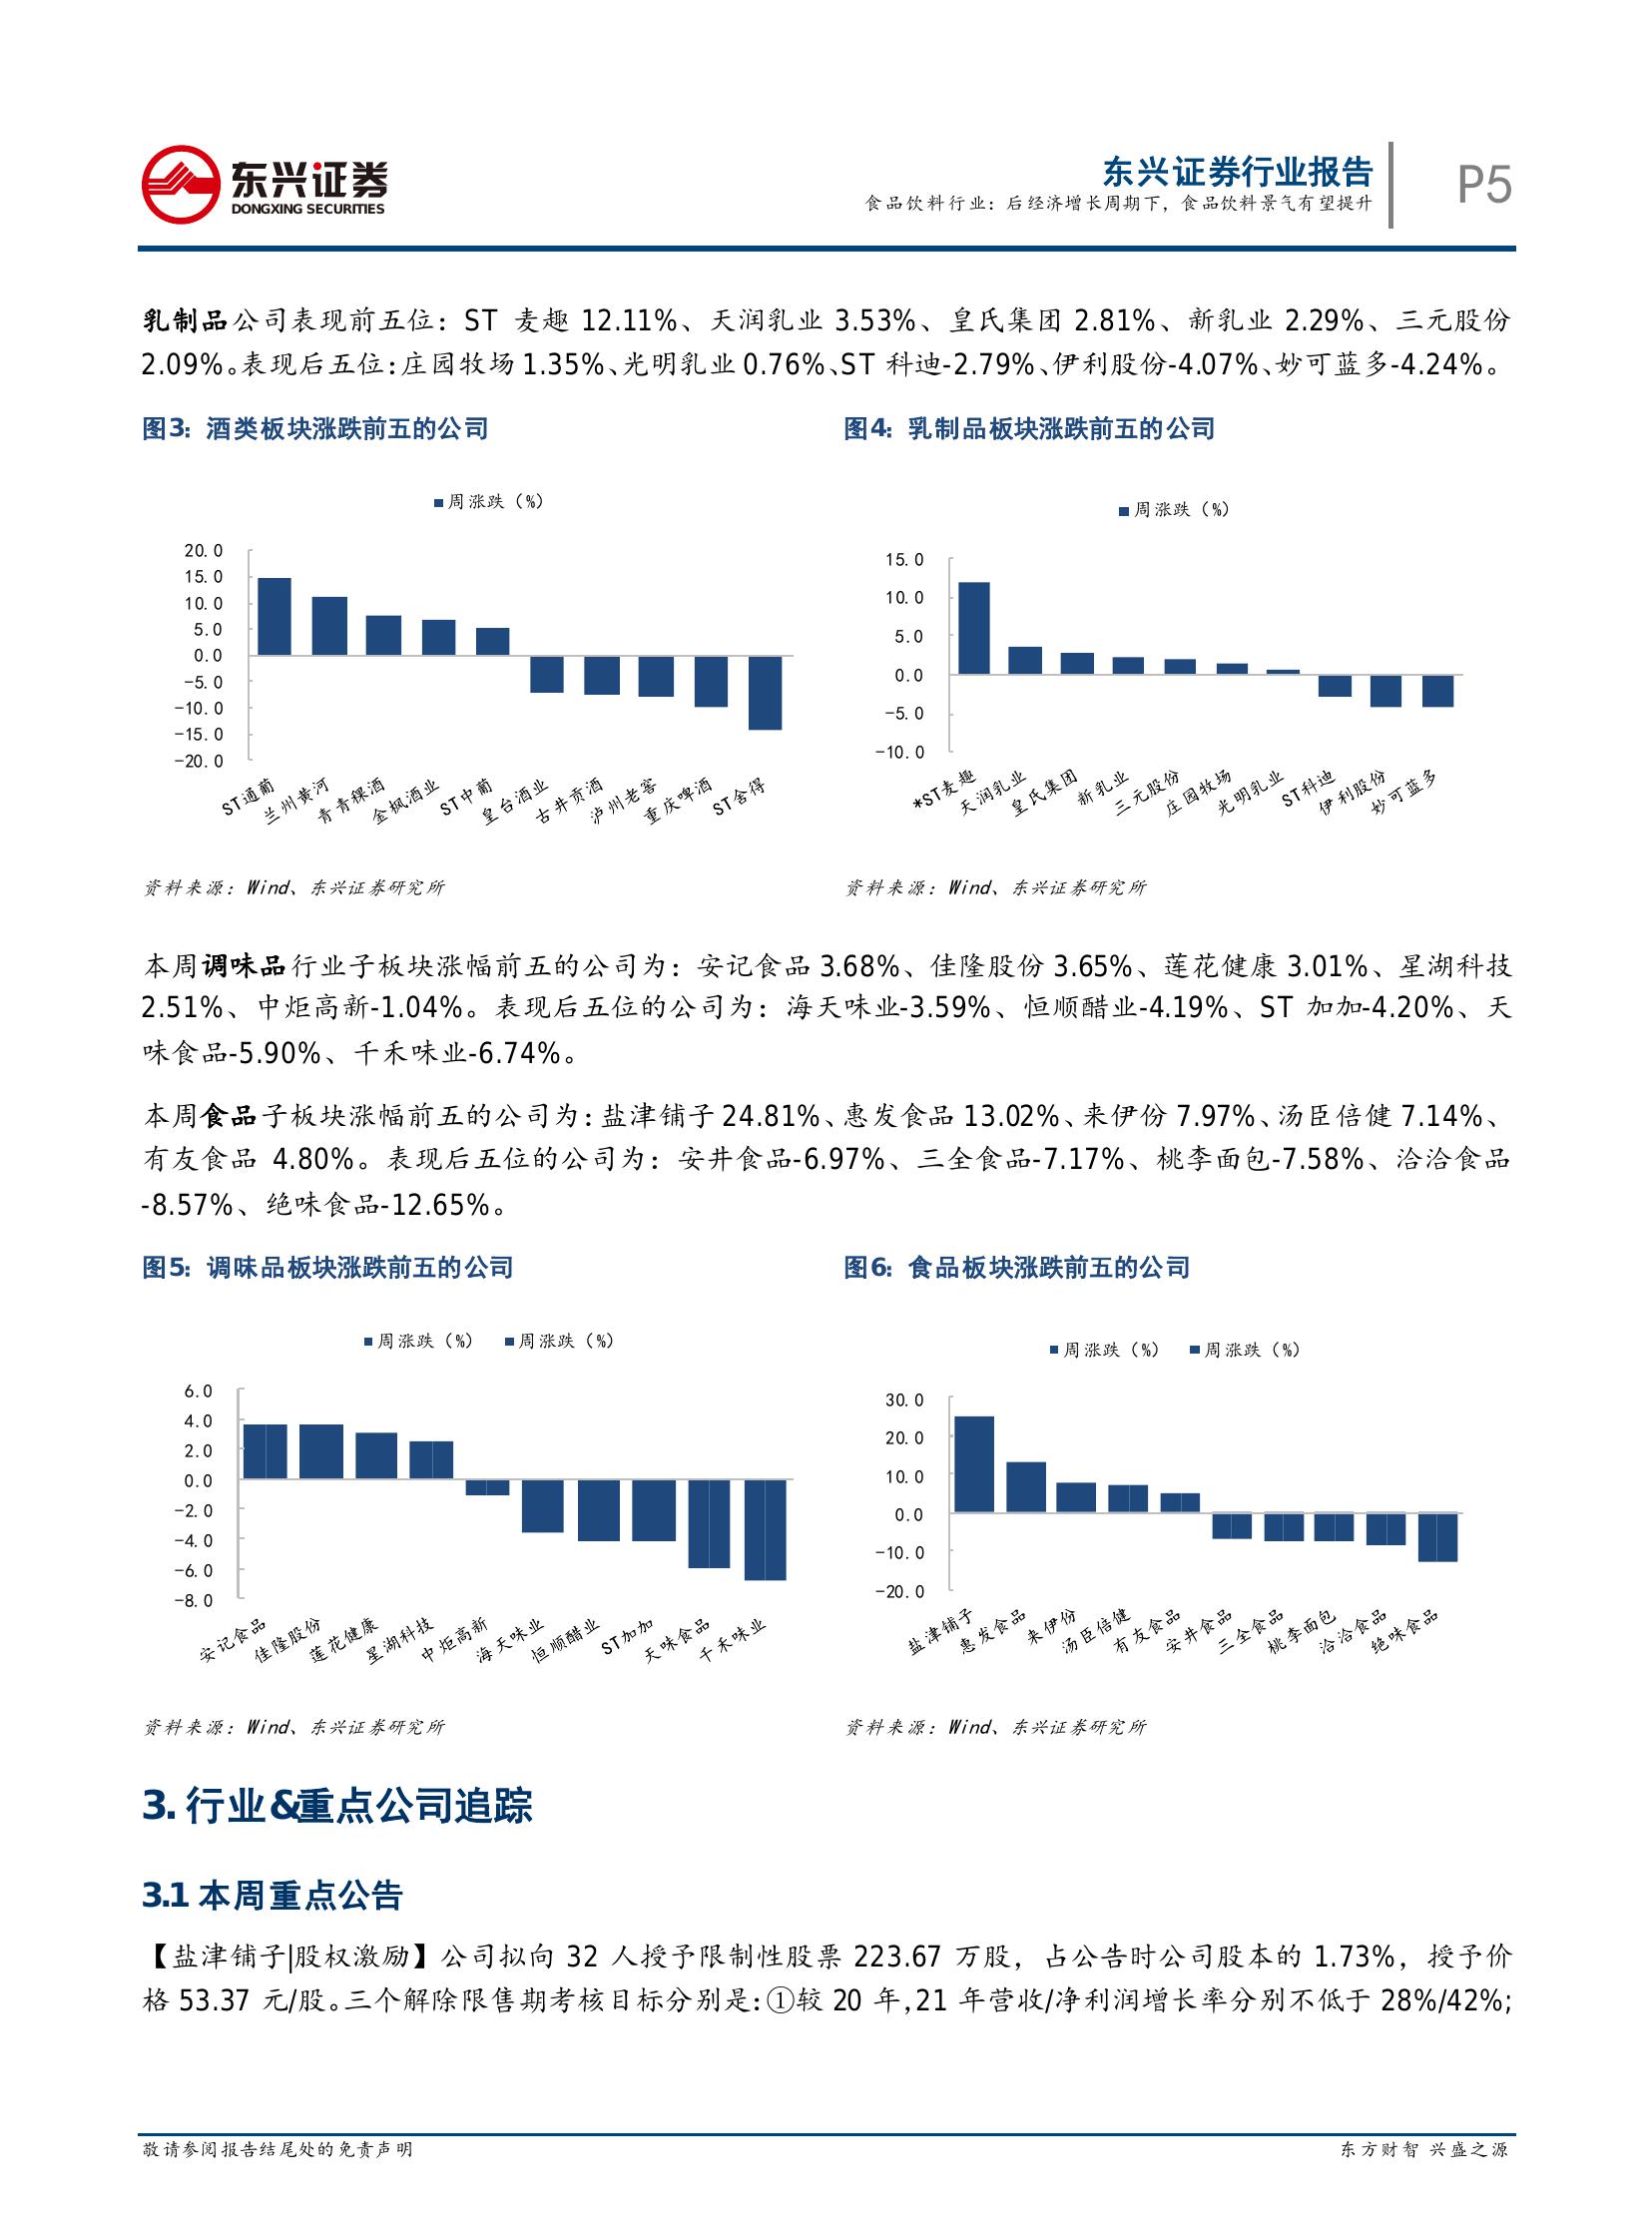 东兴证券
DONGXING SECURITIES
东兴证券行业报告
食品饮料行业：后经济增长周期下，食品饮料景气有望提升
P5
乳制品公司表现前五位：ST 麦趣 12.11%、天润乳业 3.53%、皇氏集团 2.81%、新乳业 2.29%、三元股份
2.09%。表现后五位：庄园牧场 1.35%、光明乳业 0.76%、ST 科迪-2.79%、伊利股份-4.07%、妙可蓝多-4.24%。
图3：酒类板块涨跌前五的公司
周涨跌（%）
20.0
15.0
10.0
5.0
0.0
-5.0
-10.0
-15.0
-20.0
ST通葡
兰州黄河
青青稞酒
金枫酒业
ST中葡
皇台酒业
古井贡酒
泸州老窖
重庆啤酒
ST舍得
资料来源：Wind、东兴证券研究所
图4：乳制品板块涨跌前五的公司
周涨跌（%）
15.0
10.0
5.0
0.0
-5.0
-10.0
*ST麦趣
天润乳业
皇氏集团
新乳业
三元股份
庄园牧场
光明乳业
ST科迪
伊利股份
妙可蓝多
资料来源：Wind、东兴证券研究所
本周调味品行业子板块涨幅前五的公司为：安记食品 3.68%、佳隆股份 3.65%、莲花健康 3.01%、星湖科技
2.51%、中炬高新-1.04%。表现后五位的公司为：海天味业-3.59%、恒顺醋业-4.19%、ST 加加-4.20%、天
味食品-5.90%、千禾味业-6.74%。
本周食品子板块涨幅前五的公司为：盐津铺子 24.81%、惠发食品 13.02%、来伊份 7.97%、汤臣倍健 7.14%、
有友食品 4.80%。表现后五位的公司为：安井食品-6.97%、三全食品-7.17%、桃李面包-7.58%、洽洽食品
-8.57%、绝味食品-12.65%。
图5：调味品板块涨跌前五的公司
周涨跌（%） 周涨跌（%）
6.0
4.0
2.0
0.0
-2.0
-4.0
-6.0
-8.0
安记食品
佳隆股份
莲花健康
星湖科技
中炬高新
海天味业
恒顺醋业
ST加加
天味食品
千禾味业
资料来源：Wind、东兴证券研究所
图6：食品板块涨跌前五的公司
周涨跌（%） 周涨跌（%）
30.0
20.0
10.0
0.0
-10.0
-20.0
盐津铺子
惠发食品
来伊份
汤臣倍健
有友食品
安井食品
三全食品
桃李面包
洽洽食品
绝味食品
资料来源：Wind、东兴证券研究所
3. 行业&重点公司追踪
3.1 本周重点公告
【盐津铺子|股权激励】公司拟向 32 人授予限制性股票 223.67 万股，占公告时公司股本的 1.73%，授予价
格 53.37 元/股。三个解除限售期考核目标分别是：①较 20 年，21 年营收/净利润增长率分别不低于 28%/42%；
敬请参阅报告结尾处的免责声明
东方财智 兴盛之源